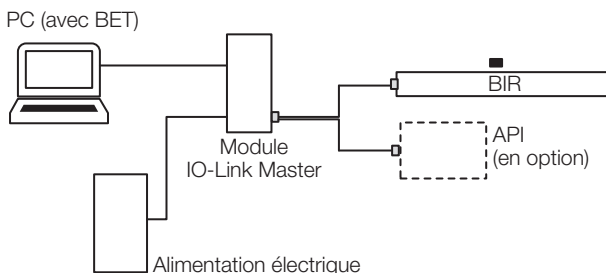 PC (avec BET)
BIR
API
(en option)
Module
IO-Link Master
Alimentation électrique